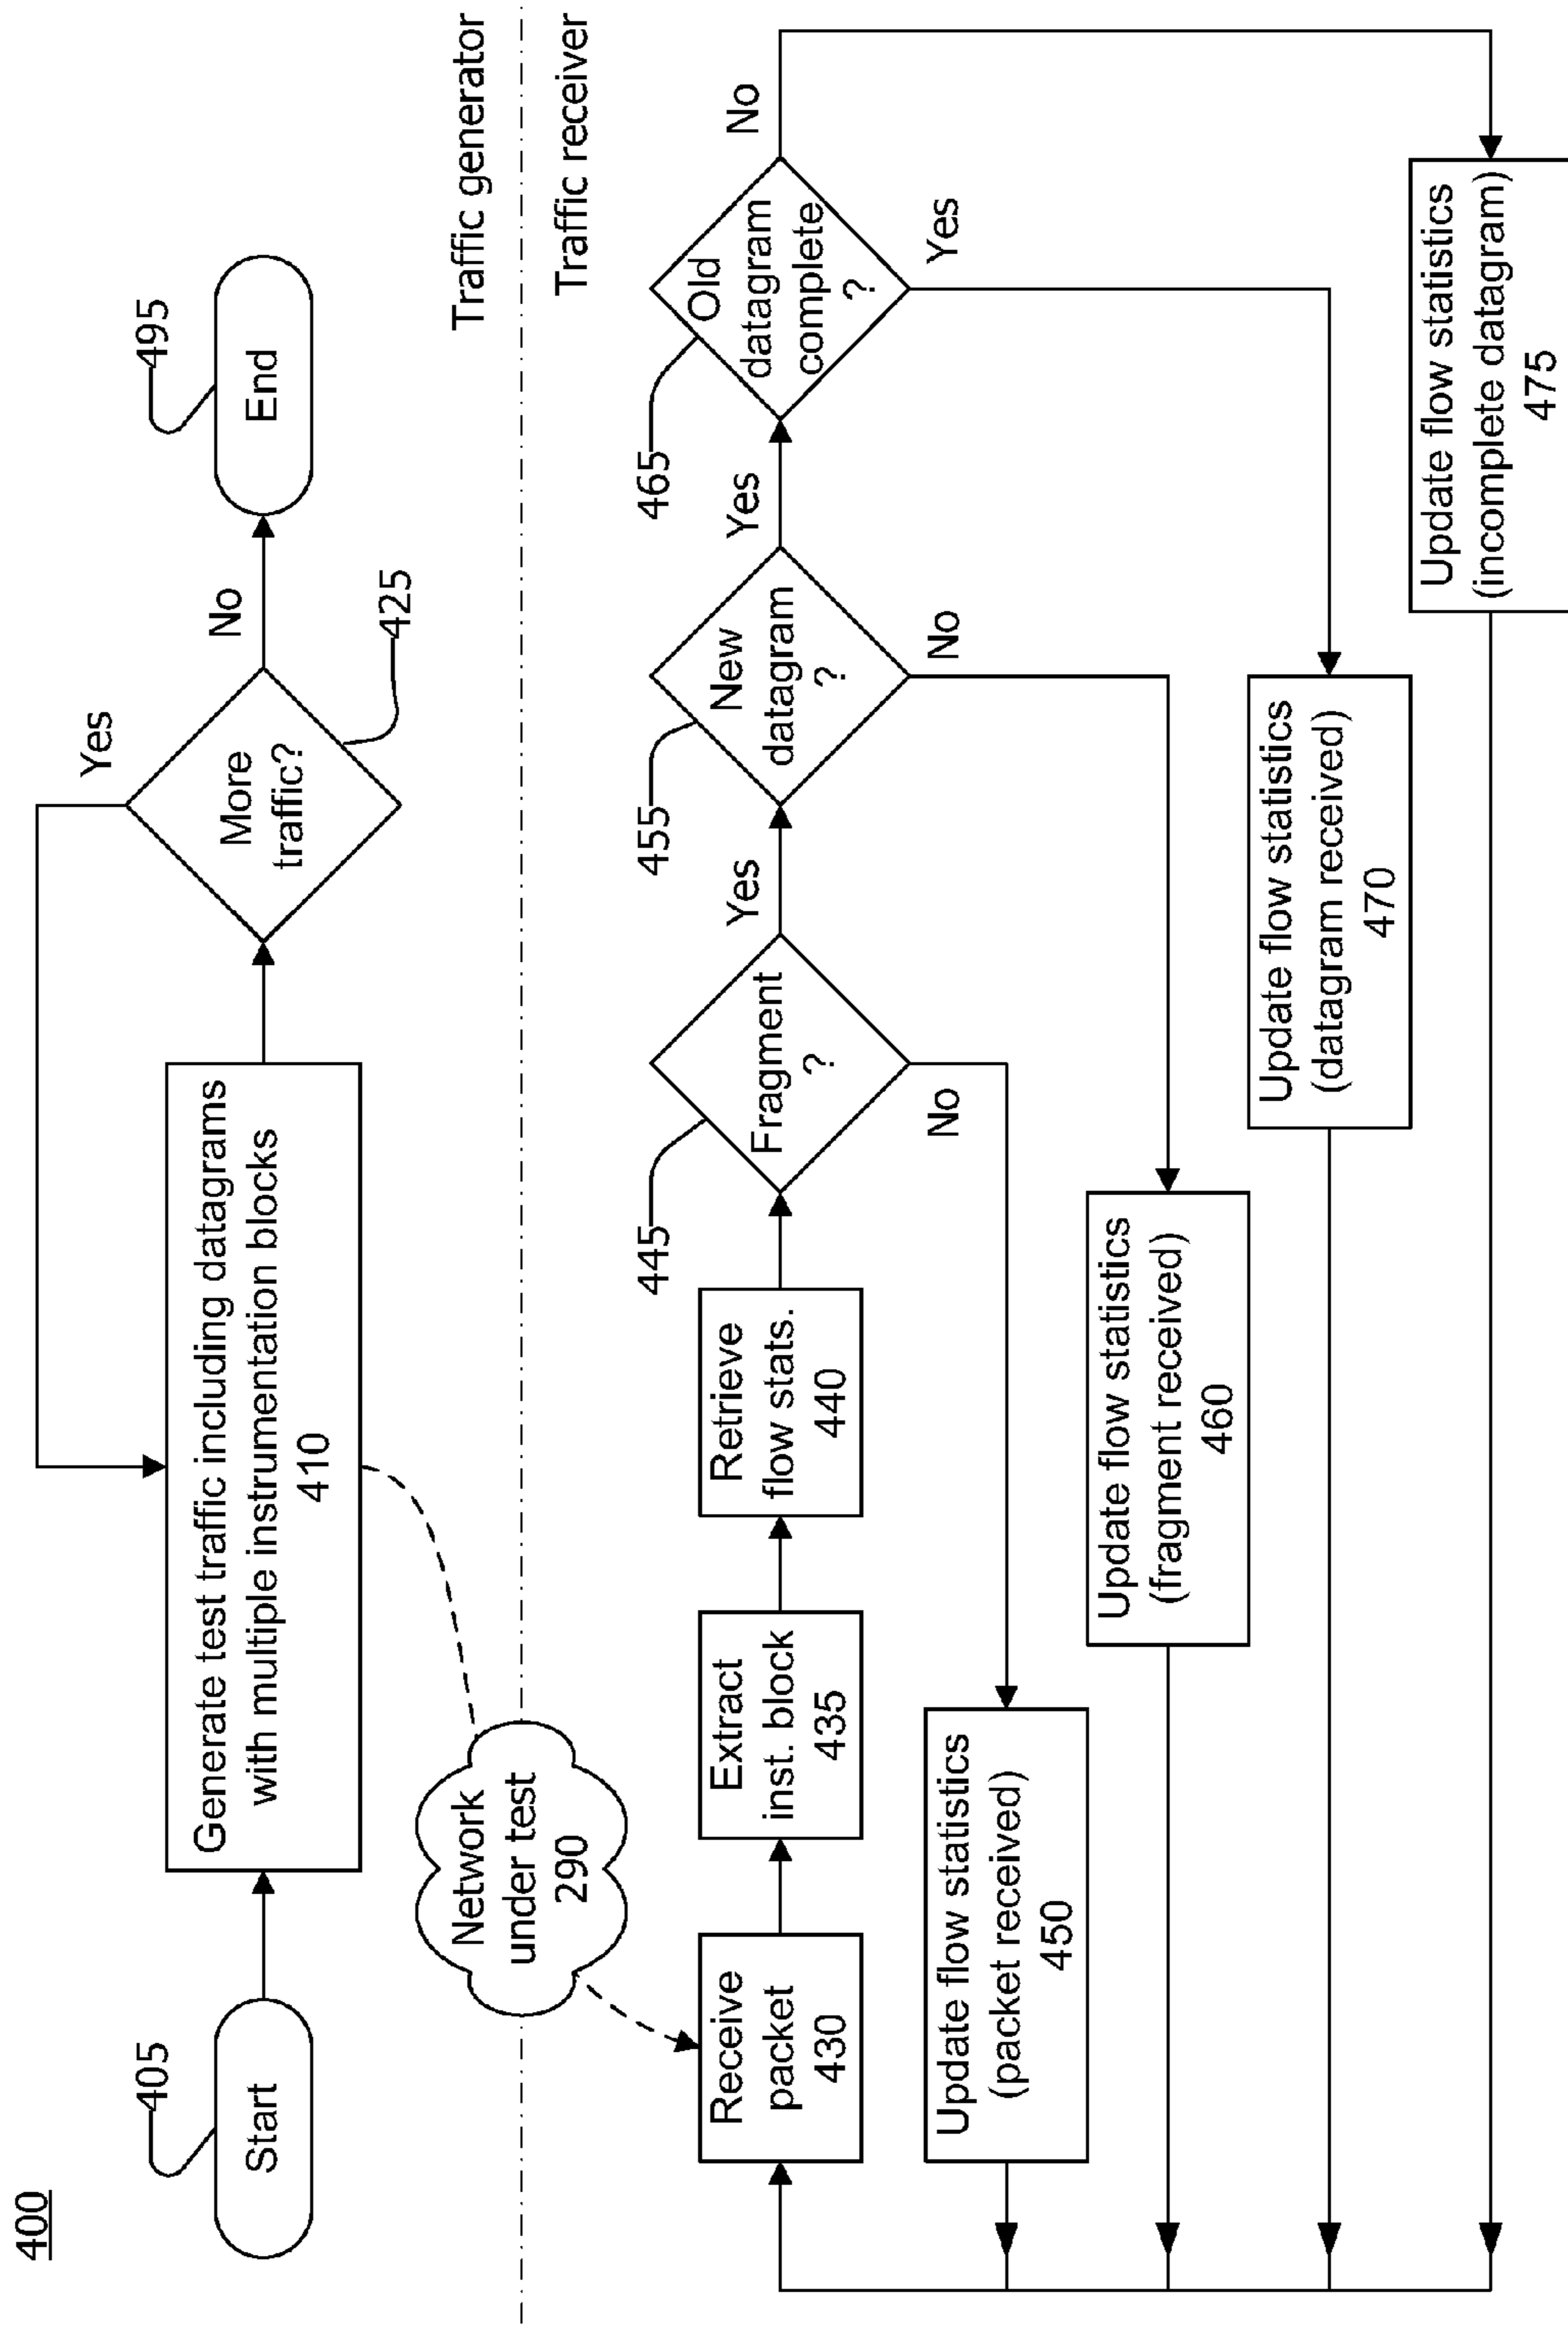 400
405
Start
Generate test traffic including datagrams
with multiple instrumentation blocks
410
Yes
More
traffic?
425
No
495
End
Network
under test
290
Traffic generator
Traffic receiver
Receive
packet
430
Extract
inst. block
435
Retrieve
flow stats.
440
445
Fragment
?
Yes
No
455
New
datagram
?
Yes
No
465
Old
datagram
complete
?
No
Yes
Update flow statistics
(packet received)
450
Update flow statistics
(fragment received)
460
Update flow statistics
(datagram received)
470
Update flow statistics
(incomplete datagram)
475